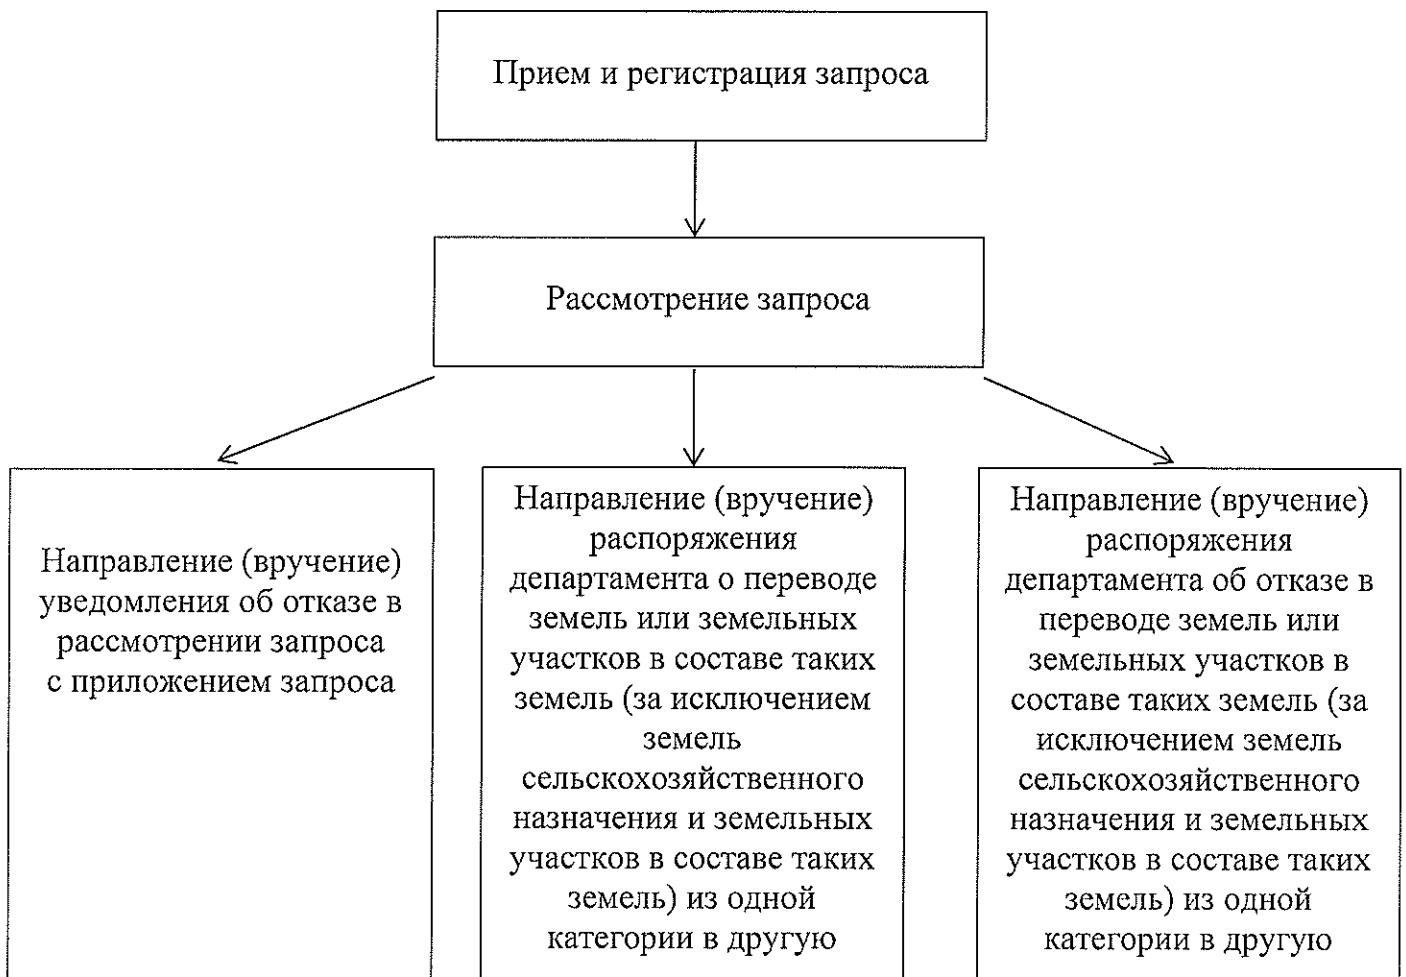 Прием и регистрация запроса
Рассмотрение запроса
Направление (вручение)
уведомления об отказе в
рассмотрении запроса
с приложением запроса
Направление (вручение)
распоряжения
департамента о переводе
земель или земельных
участков в составе таких
земель (за исключением
земель
сельскохозяйственного
назначения и земельных
участков в составе таких
земель) из одной
категории в другую
Направление (вручение)
распоряжения
департамента об отказе в
переводе земель или
земельных участков в
составе таких земель (за
исключением земель
сельскохозяйственного
назначения и земельных
участков в составе таких
земель) из одной
категории в другую